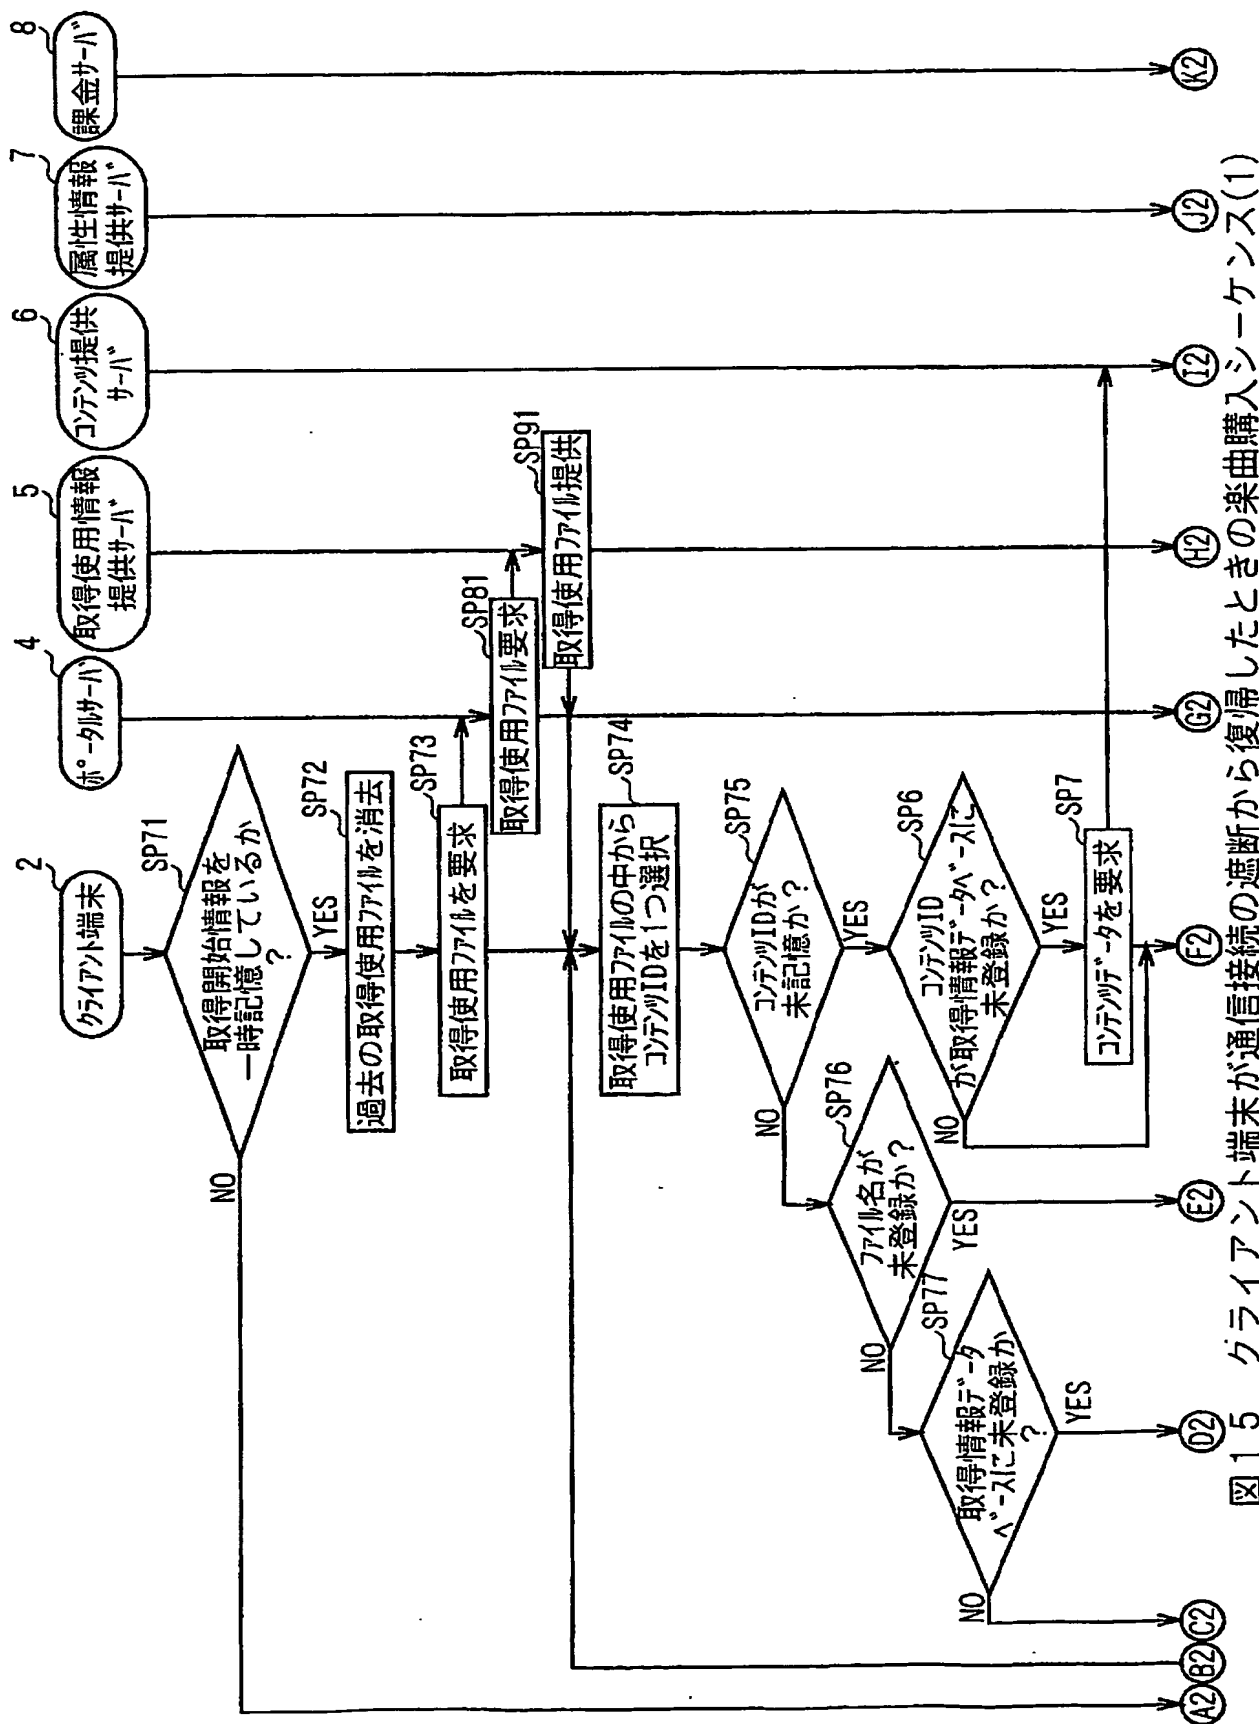 2
クライアント端末
4
ポータルサーバ
5
取得使用情報
提供サーバ
6
コンテンツ提供
サーバ
7
属性情報
提供サーバ
8
課金サーバ
SP71
取得開始情報を
一時記憶しているか
?
NO
YES
SP72
過去の取得使用ファイルを消去
SP73
取得使用ファイルを要求
SP81
取得使用ファイル要求
SP91
取得使用ファイル提供
SP74
取得使用ファイルの中から
コンテンツIDを1つ選択
SP75
コンテンツIDが
未記憶か?
NO
YES
SP76
ファイル名が
未登録か?
NO
YES
SP77
取得情報データ
ベースに未登録か
?
NO
YES
SP6
コンテンツID
が取得情報データベースに
未登録か?
NO
YES
SP7
コンテンツデータを要求
A2
B2
C2
D2
E2
F2
G2
H2
I2
J2
K2
図15 クライアント端末が通信接続の遮断から復帰したときの楽曲購入シーケンス(1)